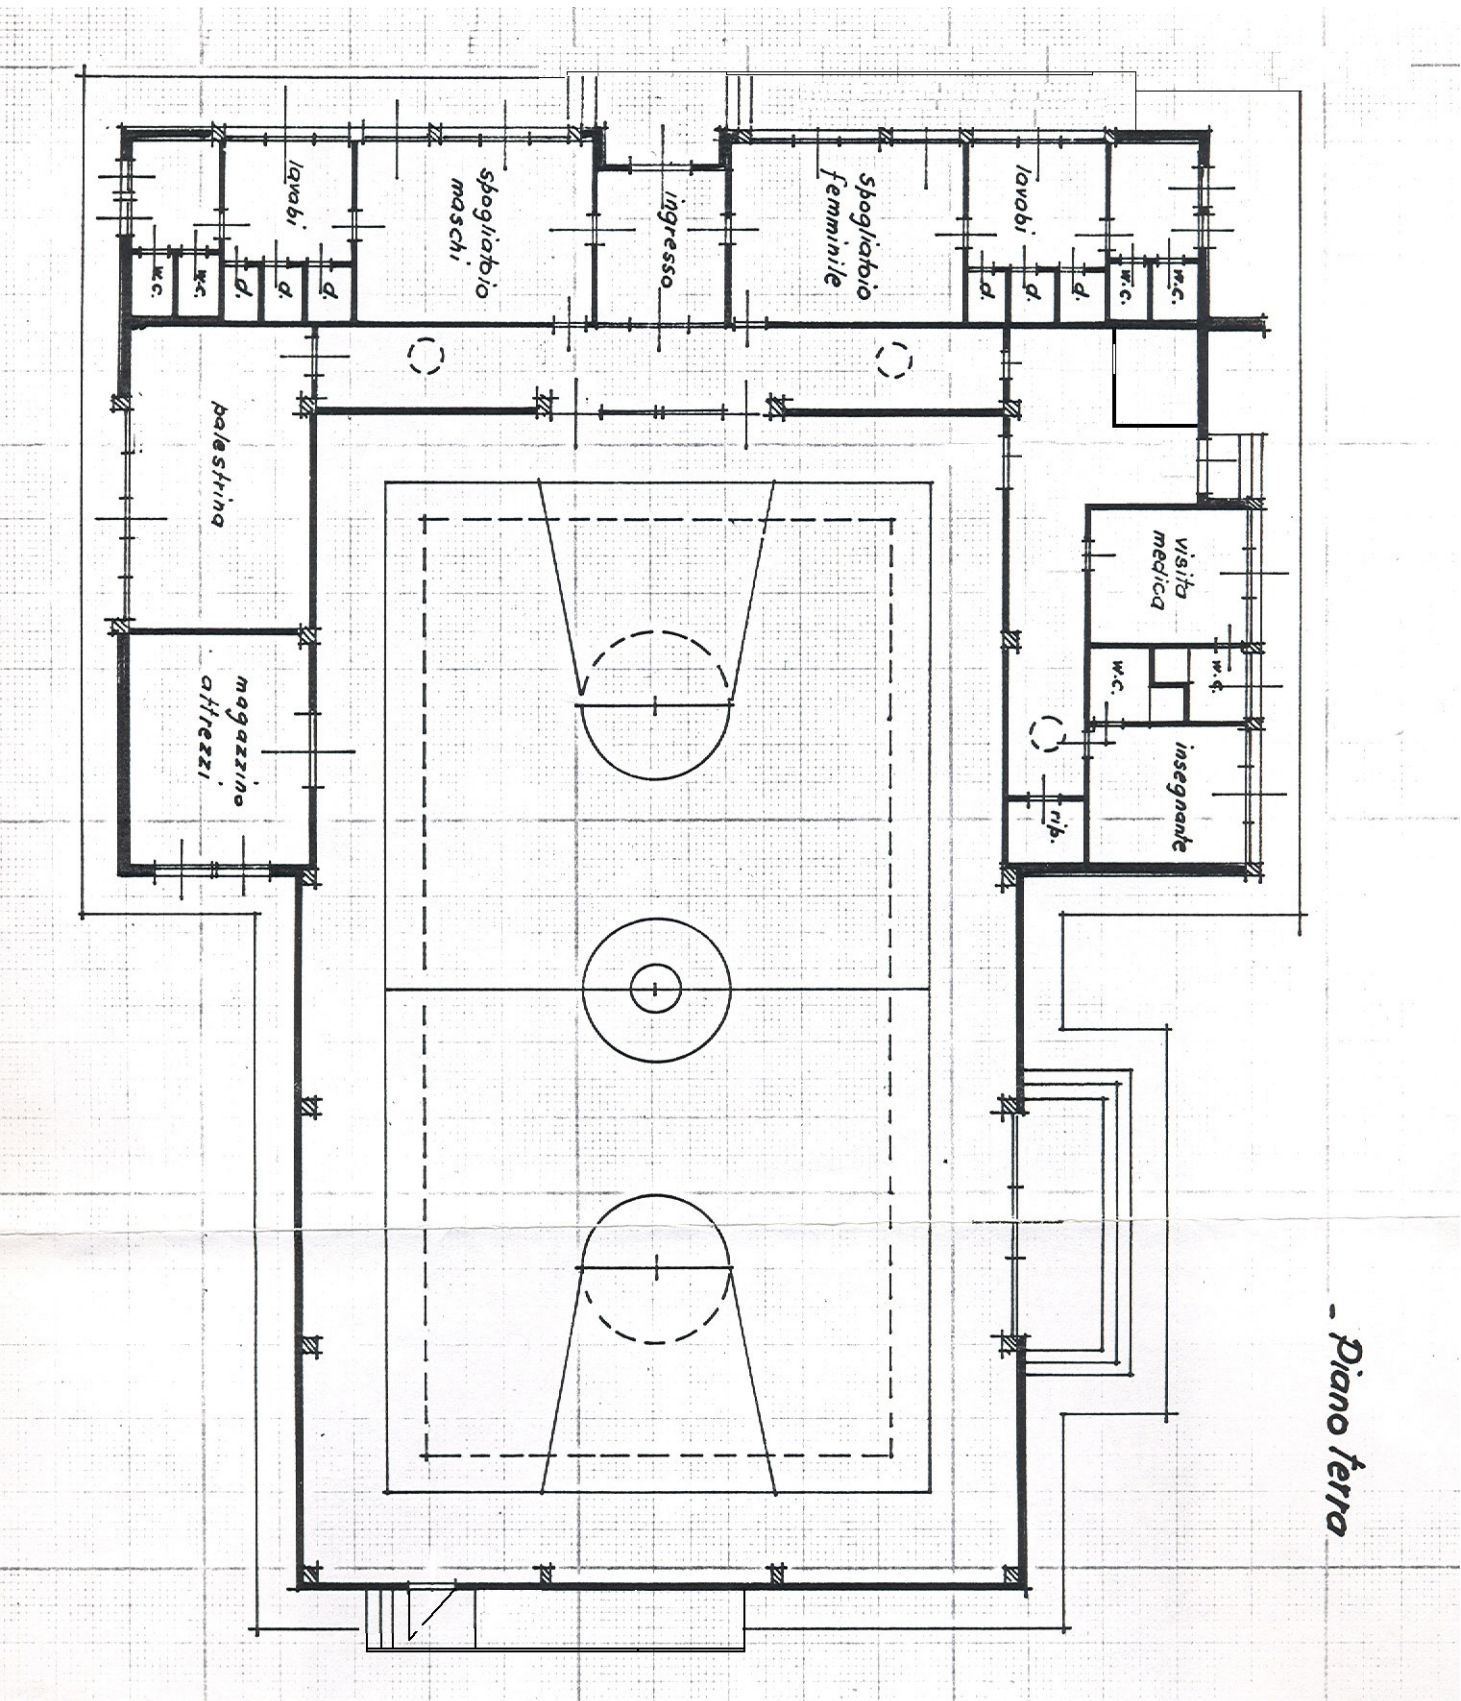 lavabi
spogliatoio
maschi
ingresso
spogliatoio
femminile
lavabi
w.c.
w.c.
d.
d.
d.
d.
d.
d.
w.c.
w.c.
palestrina
visita
medica
w.c.
w.c.
magazzino
attrezzi
insegnante
rip.
- Piano terra